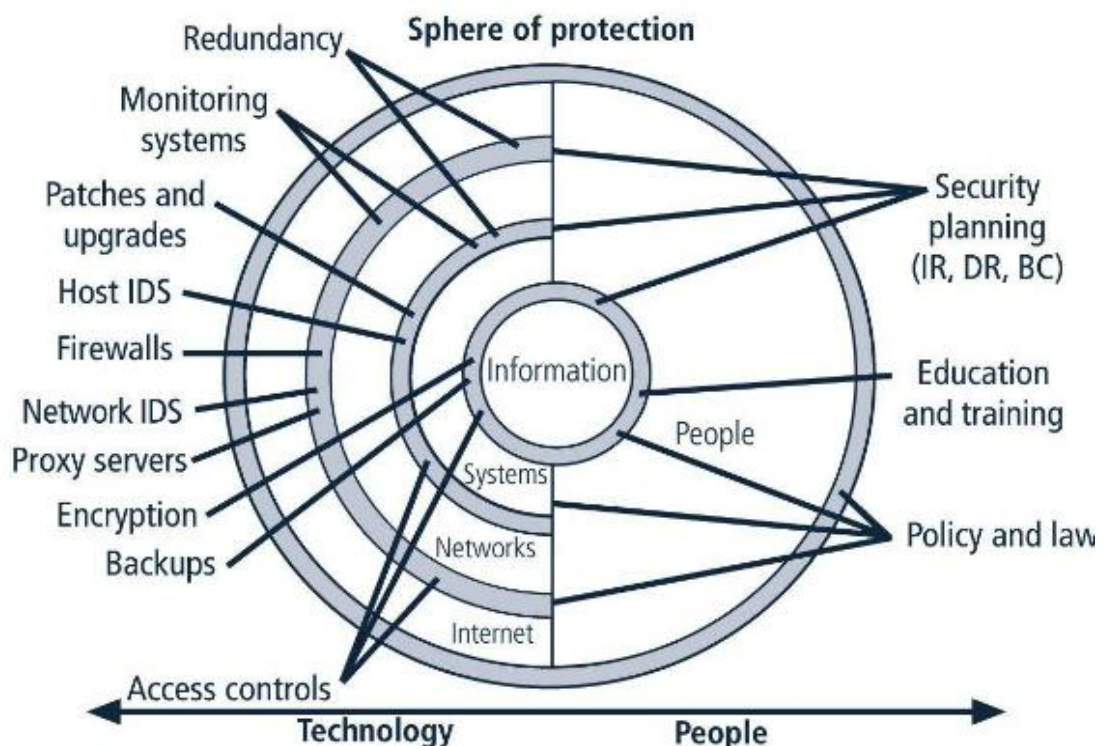 Sphere of protection
Redundancy
Monitoring
systems
Patches and
upgrades
Host IDS
Firewalls
Network IDS
Proxy servers
Encryption
Backups
Access controls
Information
Systems
Networks
Internet
People
Security
planning
(IR, DR, BC)
Education
and training
Policy and law
Technology
People